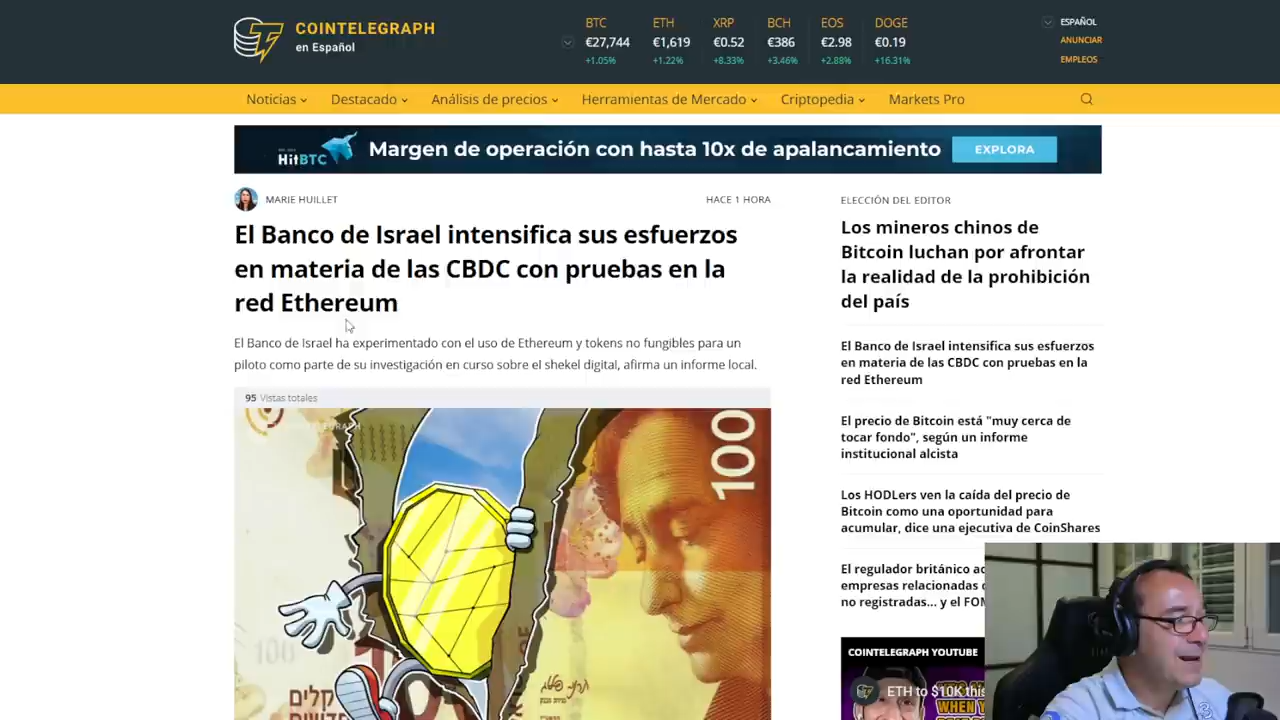 COINTELEGRAPH
en Español
BTC ETH XRP BCH EOS DOGE
€27,744 €1,619 €0.52 €386 €2.98 €0.19
+1.05% +1.22% +8.33% +3.46% +2.88% +16.31%
ESPAÑOL
ANUNCIAR
EMPLEOS
Noticias Destacado Análisis de precios Herramientas de Mercado Criptopedia Markets Pro
HitBTC Margen de operación con hasta 10x de apalancamiento EXPLORA
MARIE HUILLET HACE 1 HORA
El Banco de Israel intensifica sus esfuerzos
en materia de las CBDC con pruebas en la
red Ethereum
El Banco de Israel ha experimentado con el uso de Ethereum y tokens no fungibles para un
piloto como parte de su investigación en curso sobre el shekel digital, afirma un informe local.
95 Vistas totales
100
100
ELECCIÓN DEL EDITOR
Los mineros chinos de
Bitcoin luchan por afrontar
la realidad de la prohibición
del país
El Banco de Israel intensifica sus esfuerzos
en materia de las CBDC con pruebas en la
red Ethereum
El precio de Bitcoin está "muy cerca de
tocar fondo", según un informe
institucional alcista
Los HODLers ven la caída del precio de
Bitcoin como una oportunidad para
acumular, dice una ejecutiva de CoinShares
El regulador británico
empresas relacionadas
no registradas... y el
COINTELEGRAPH YOUTUBE
ETH to $10K this
WHEN